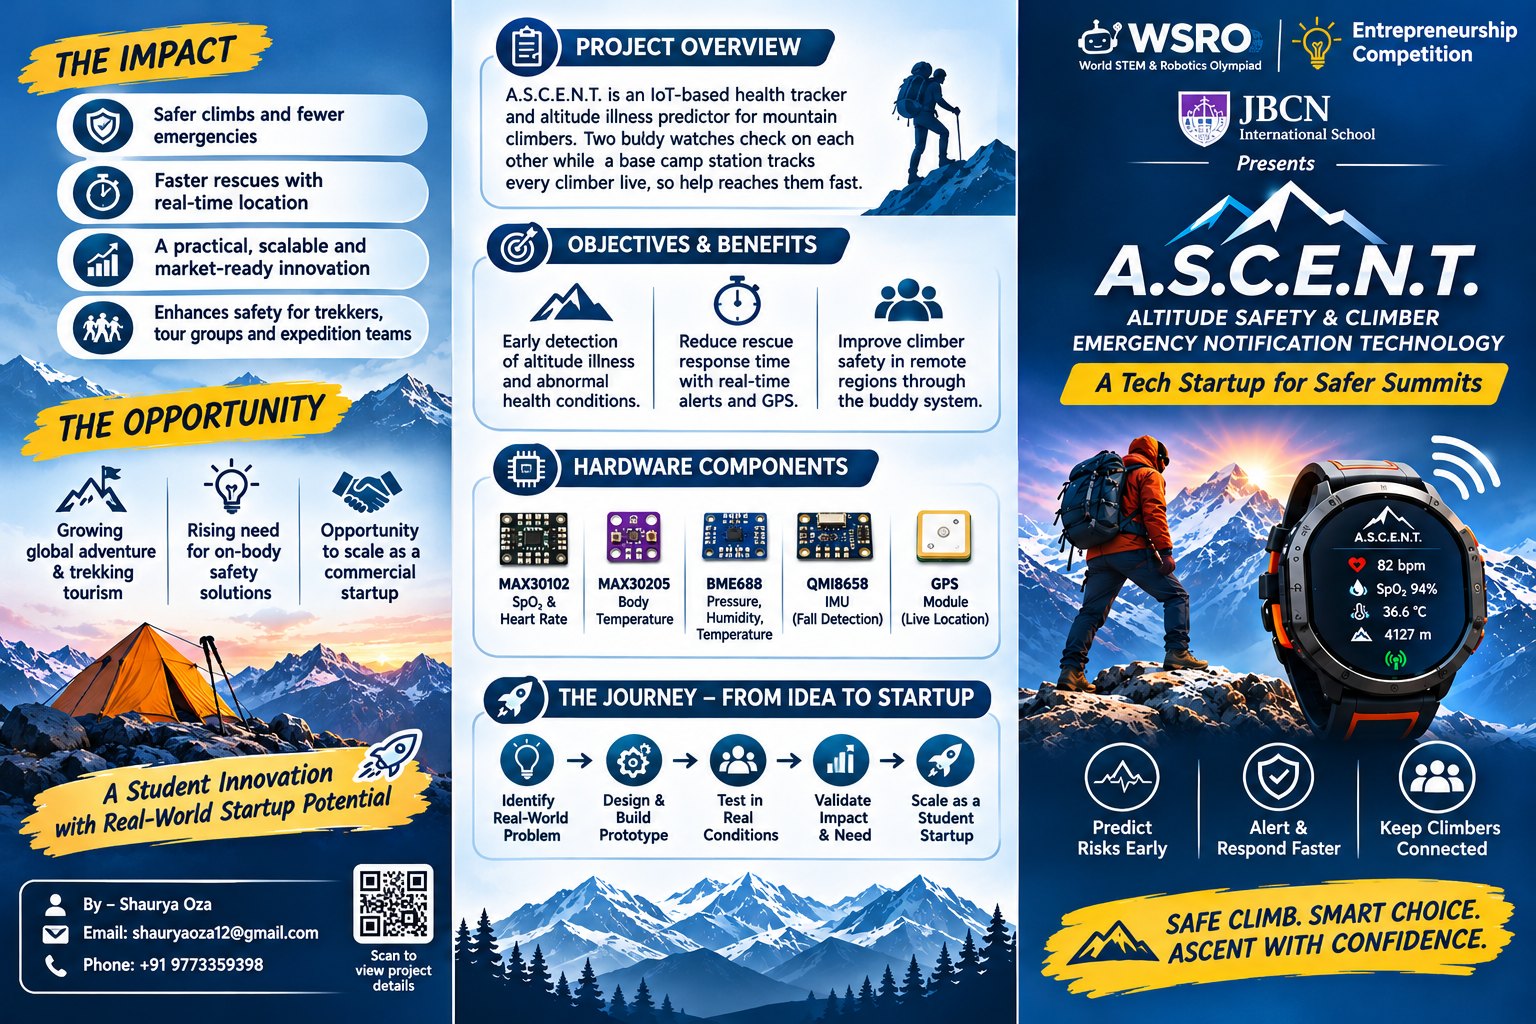 THE IMPACT
Safer climbs and fewer
emergencies
Faster rescues with
real-time location
A practical, scalable and
market-ready innovation
Enhances safety for trekkers,
tour groups and expedition teams
THE OPPORTUNITY
Growing
global adventure
& trekking
tourism
Rising need
for on-body
safety
solutions
Opportunity
to scale as a
commercial
startup
A Student Innovation
with Real-World Startup Potential
By – Shaurya Oza
Email: shauryaoza12@gmail.com
Phone: +91 9773359398
Scan to
view project
details
PROJECT OVERVIEW
A.S.C.E.N.T. is an IoT-based health tracker
and altitude illness predictor for mountain
climbers. Two buddy watches check on each
other while a base camp station tracks
every climber live, so help reaches them fast.
OBJECTIVES & BENEFITS
Early detection
of altitude illness
and abnormal
health conditions.
Reduce rescue
response time
with real-time
alerts and GPS.
Improve climber
safety in remote
regions through
the buddy system.
HARDWARE COMPONENTS
MAX30102
SpO₂ &
Heart Rate
MAX30205
Body
Temperature
BME688
Pressure,
Humidity,
Temperature
QMI8658
IMU
(Fall Detection)
GPS
Module
(Live Location)
THE JOURNEY – FROM IDEA TO STARTUP
Identify
Real-World
Problem
Design &
Build
Prototype
Test in
Real
Conditions
Validate
Impact
& Need
Scale as a
Student
Startup
WSRO
World STEM & Robotics Olympiad
Entrepreneurship
Competition
JBCN
International School
Presents
A.S.C.E.N.T.
ALTITUDE SAFETY & CLIMBER
EMERGENCY NOTIFICATION TECHNOLOGY
A Tech Startup for Safer Summits
A.S.C.E.N.T.
82 bpm
SpO₂ 94%
36.6 °C
4127 m
Predict
Risks Early
Alert &
Respond Faster
Keep Climbers
Connected
SAFE CLIMB. SMART CHOICE.
ASCENT WITH CONFIDENCE.